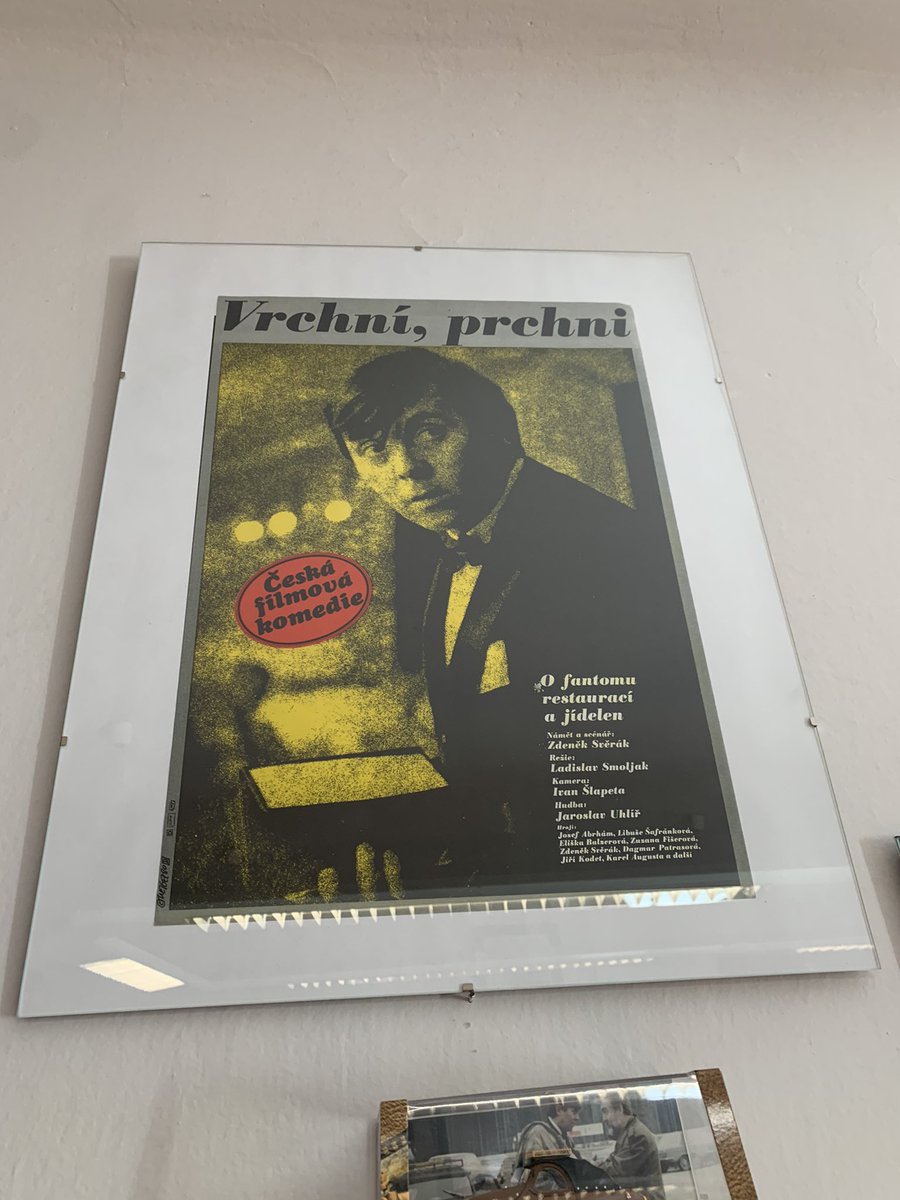 Vrchní, prchni
Česká
filmová
komedie
O fantomu
restaurací
a jídelen
Námět a scénář:
Zdeněk Svěrák
Režie:
Ladislav Smoljak
Kamera:
Ivan Šlapeta
Hudba:
Jaroslav Uhlíř
Hrají:
Josef Abrhám, Libuše Šafránková,
Eliška Balzerová, Zuzana Fišerová,
Zdeněk Svěrák, Dagmar Patrasová,
Jiří Kodet, Karel Augusta a další